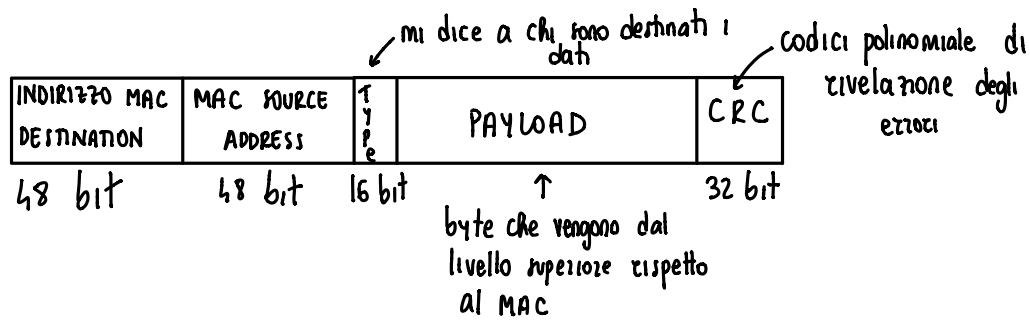 mi dice a chi sono destinati i
dati
codici polinomiale di
rivelazione degli
errori
INDIRIZZO MAC
DESTINATION
MAC SOURCE
ADDRESS
TYPe
PAYLOAD
CRC
48 bit
48 bit
16 bit
32 bit
byte che vengono dal
livello superiore rispetto
al MAC